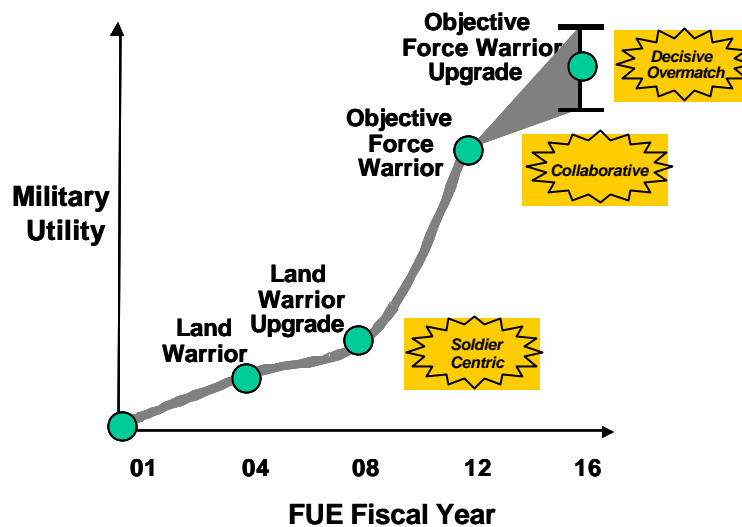 Objective
Force Warrior
Upgrade
Decisive
Overmatch
Objective
Force
Warrior
Collaborative
Military
Utility
Land
Warrior
Upgrade
Land
Warrior
Soldier
Centric
01 04 08 12 16
FUE Fiscal Year